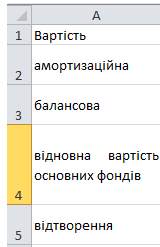 A
1 Вартість
2 амортизаційна
3 балансова
відновна вартість
4 основних фондів
5 відтворення